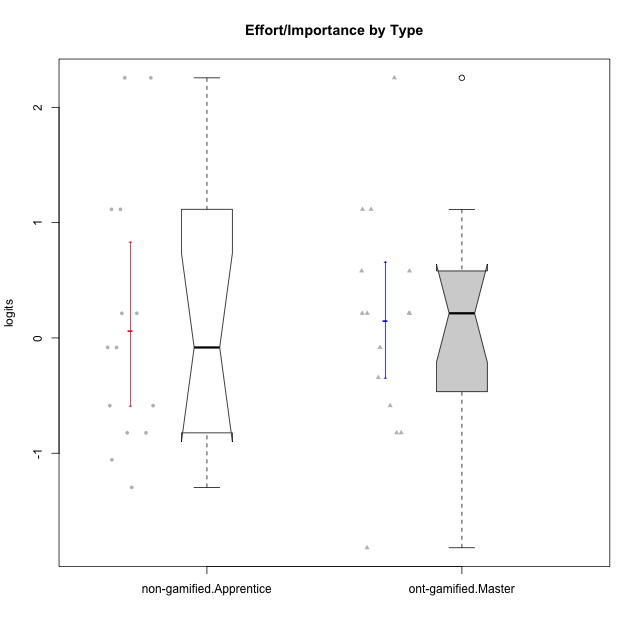 Effort/Importance by Type
2
1
0
-1
logits
non-gamified.Apprentice
ont-gamified.Master